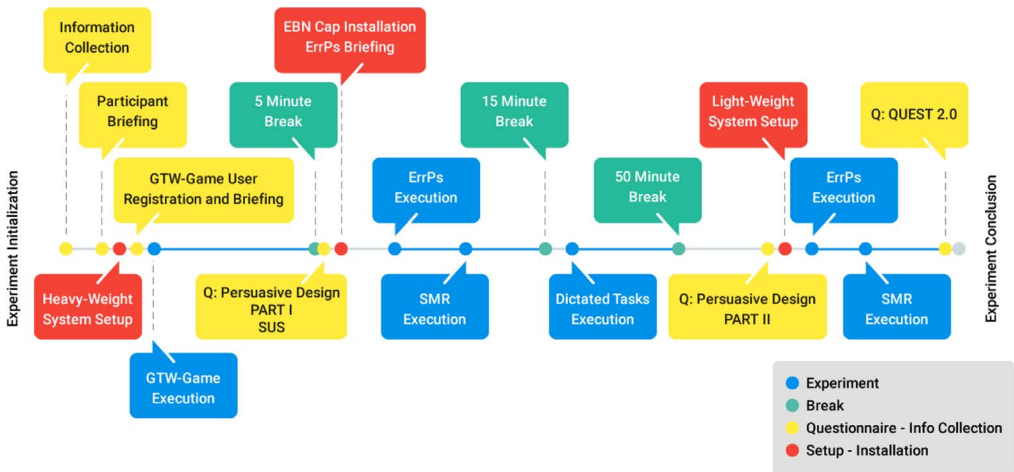 Information
Collection
EBN Cap Installation
ErrPs Briefing
Participant
Briefing
5 Minute
Break
15 Minute
Break
Light-Weight
System Setup
Q: QUEST 2.0
GTW-Game User
Registration and Briefing
ErrPs
Execution
50 Minute
Break
ErrPs
Execution
Experiment Initialization
Experiment Conclusion
Heavy-Weight
System Setup
Q: Persuasive Design
PART I
SUS
SMR
Execution
Dictated Tasks
Execution
Q: Persuasive Design
PART II
SMR
Execution
GTW-Game
Execution
Experiment
Break
Questionnaire - Info Collection
Setup - Installation